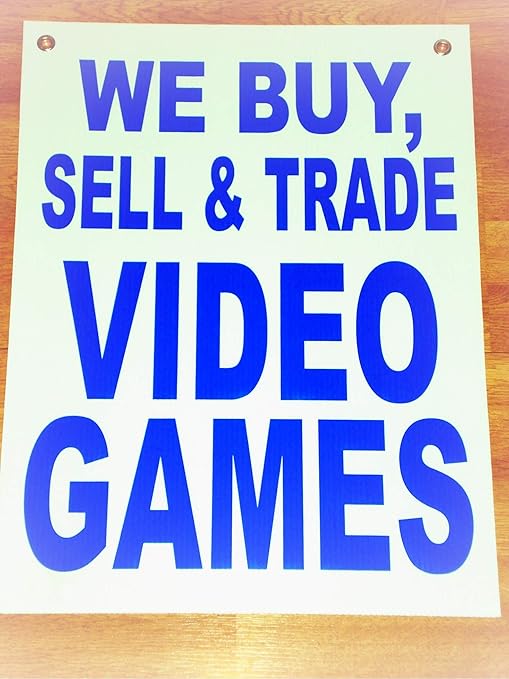 WE BUY,
SELL & TRADE
VIDEO
GAMES